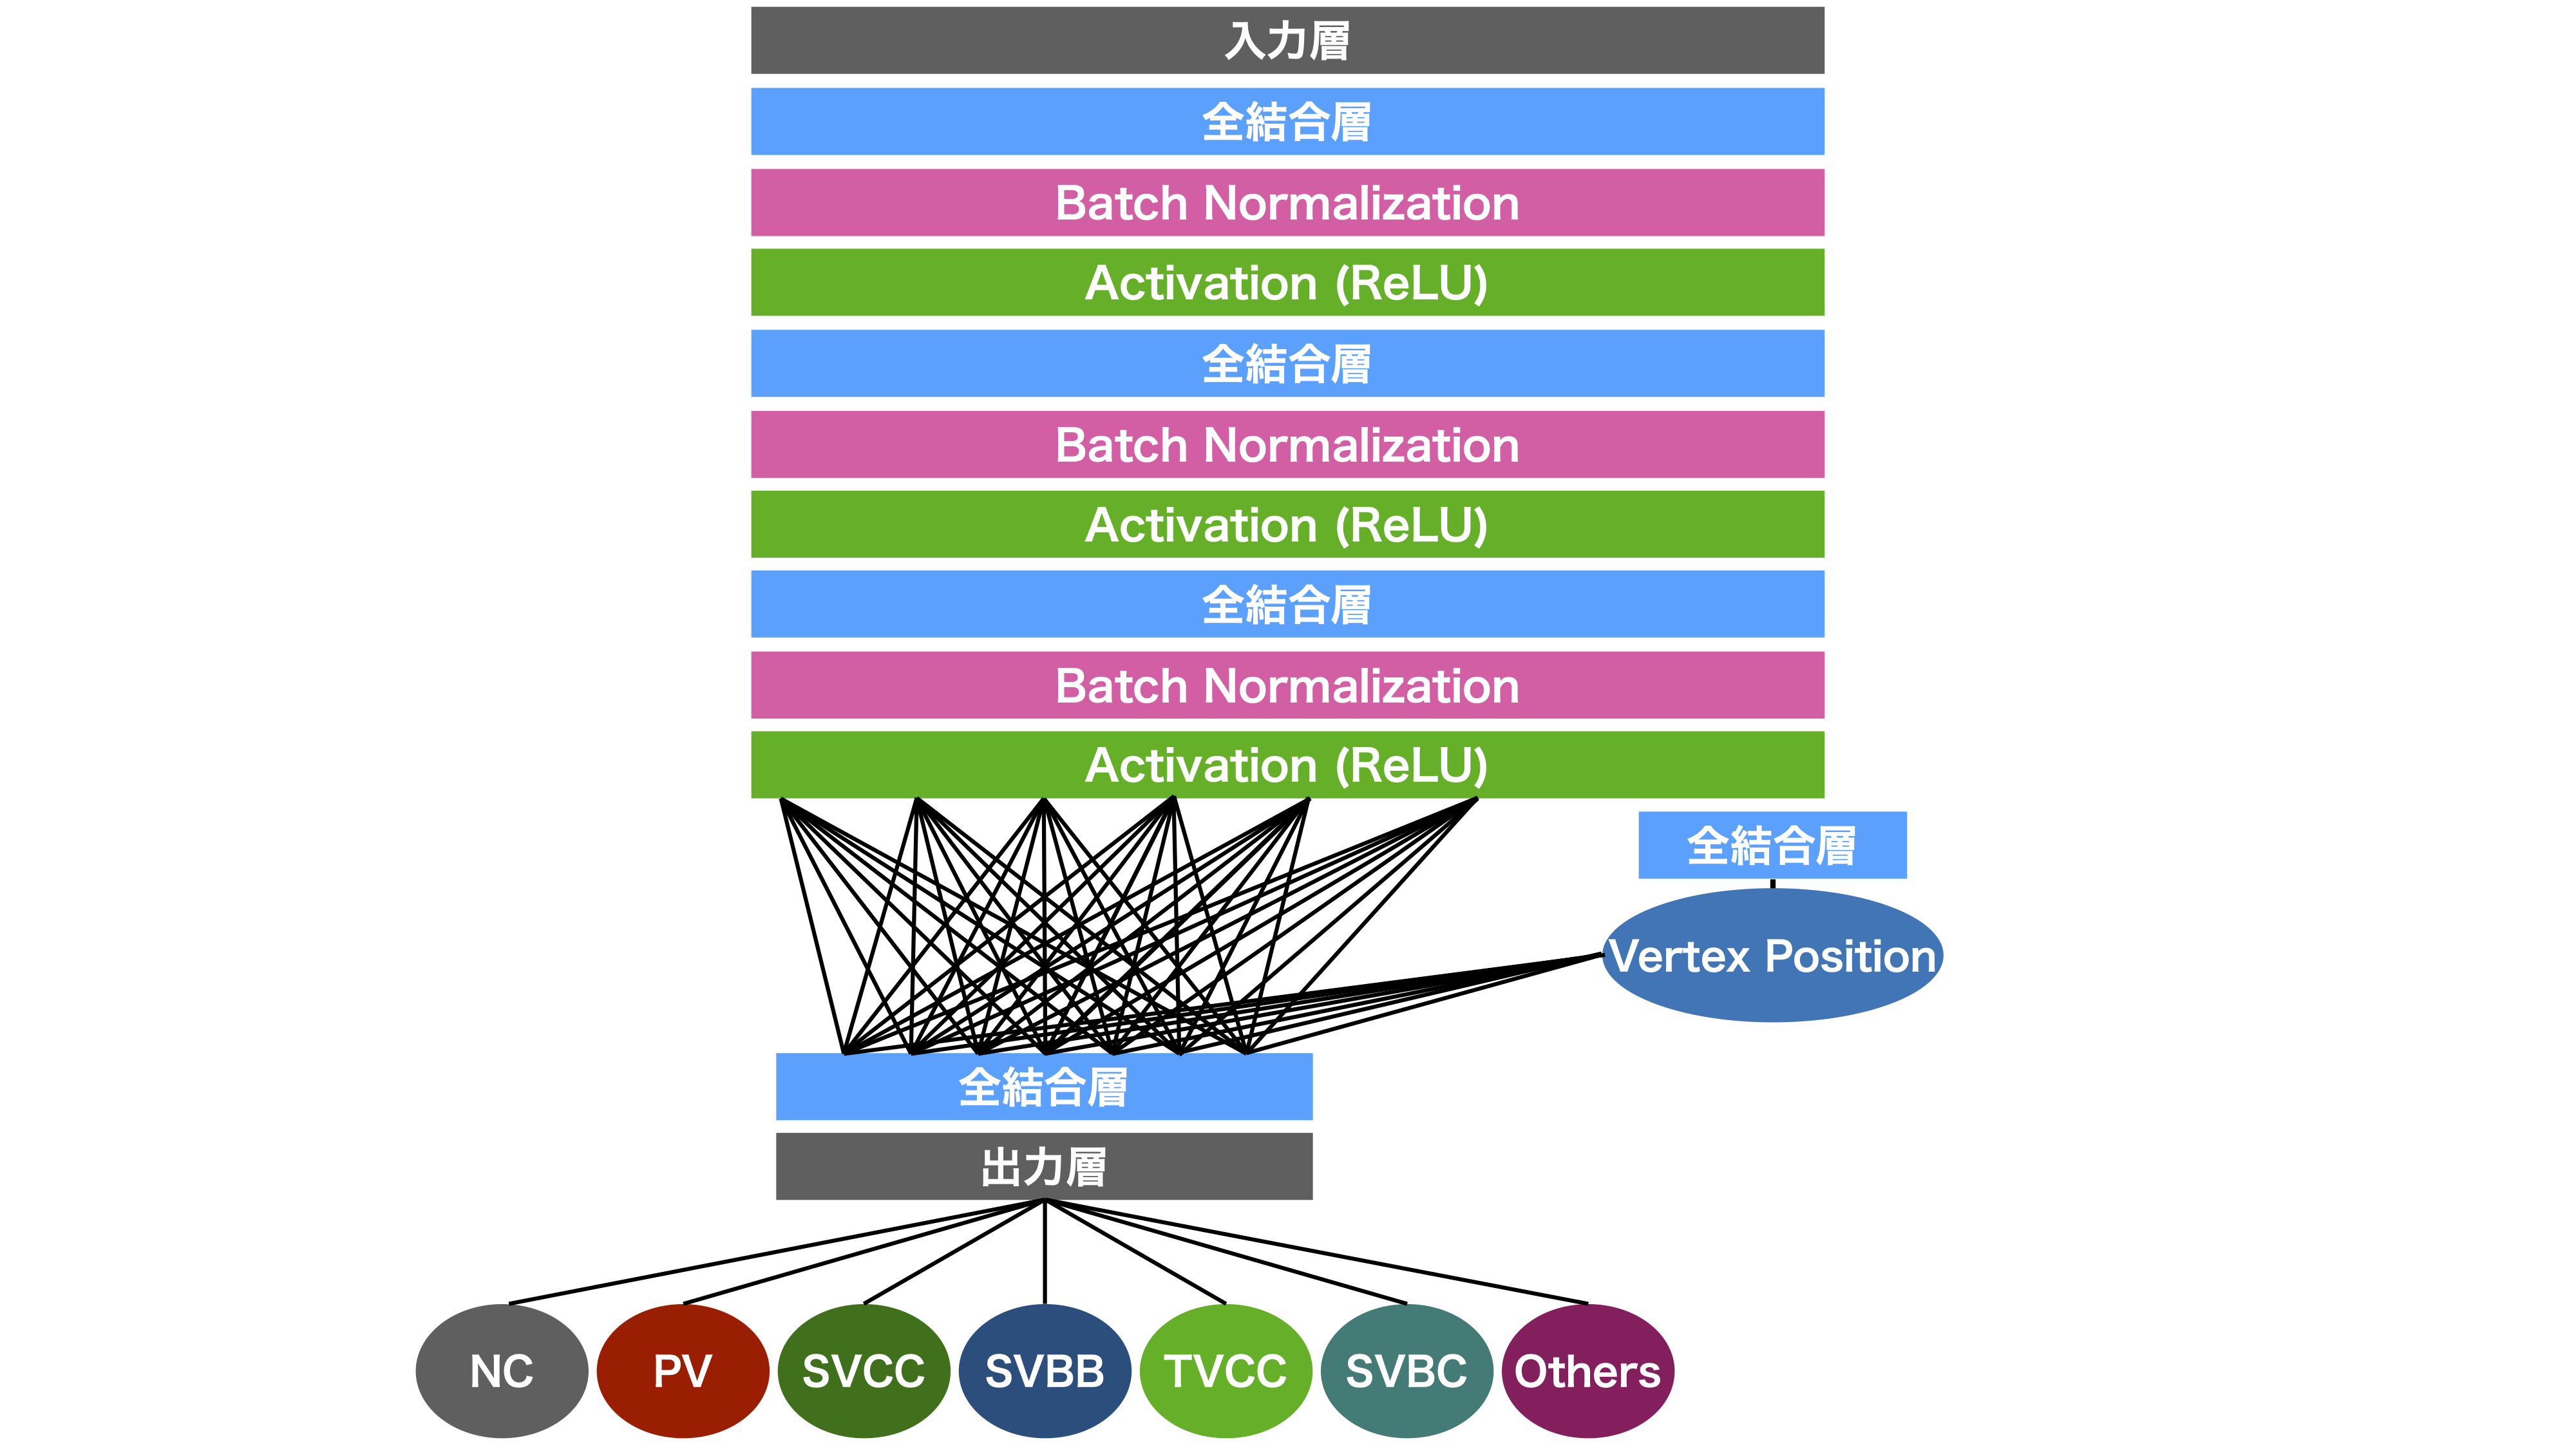 入力層
全結合層
Batch Normalization
Activation (ReLU)
全結合層
Batch Normalization
Activation (ReLU)
全結合層
Batch Normalization
Activation (ReLU)
全結合層
Vertex Position
全結合層
出力層
NC
PV
SVCC
SVBB
TVCC
SVBC
Others